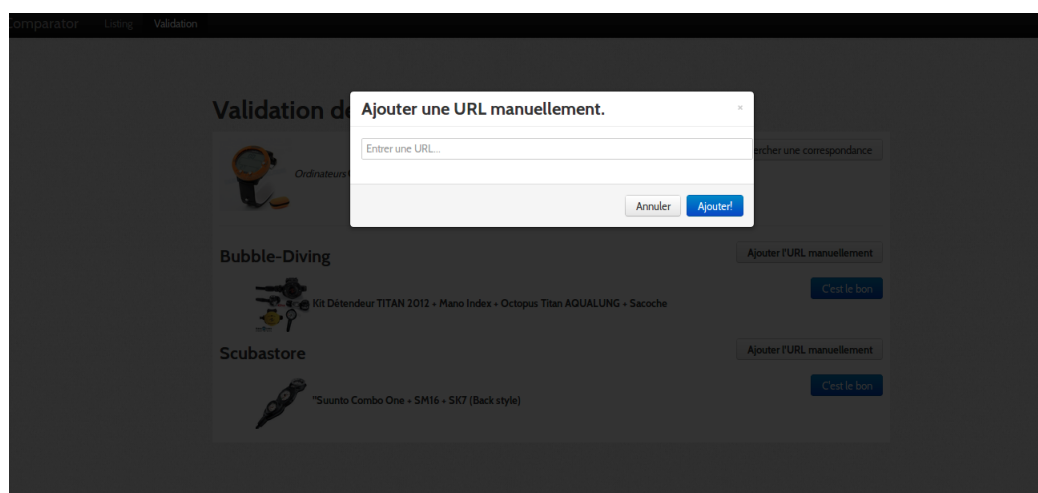 omparator Listing Validation
Validation de
Ajouter une URL manuellement. ×
Entrer une URL...
ercher une correspondance
Ordinateurs
Annuler Ajouter!
Bubble-Diving
Ajouter l'URL manuellement
C'est le bon
Kit Détendeur TITAN 2012 + Mano Index + Octopus Titan AQUALUNG + Sacoche
Scubastore
Ajouter l'URL manuellement
C'est le bon
"Suunto Combo One + SM16 + SK7 (Back style)